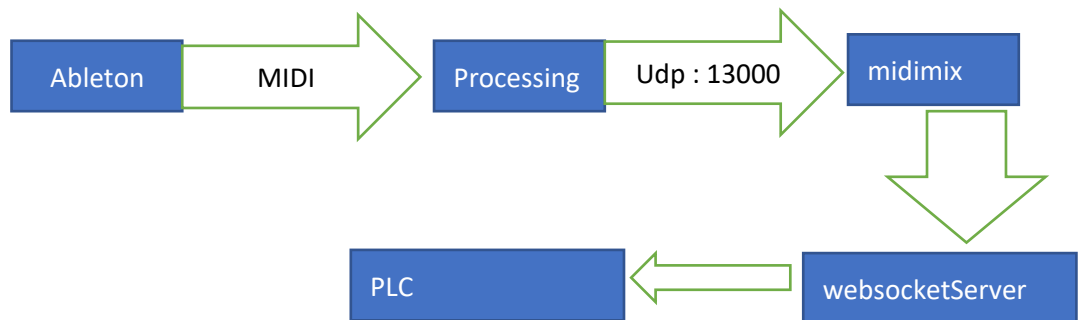 Ableton
MIDI
Processing
Udp : 13000
midimix
PLC
websocketServer